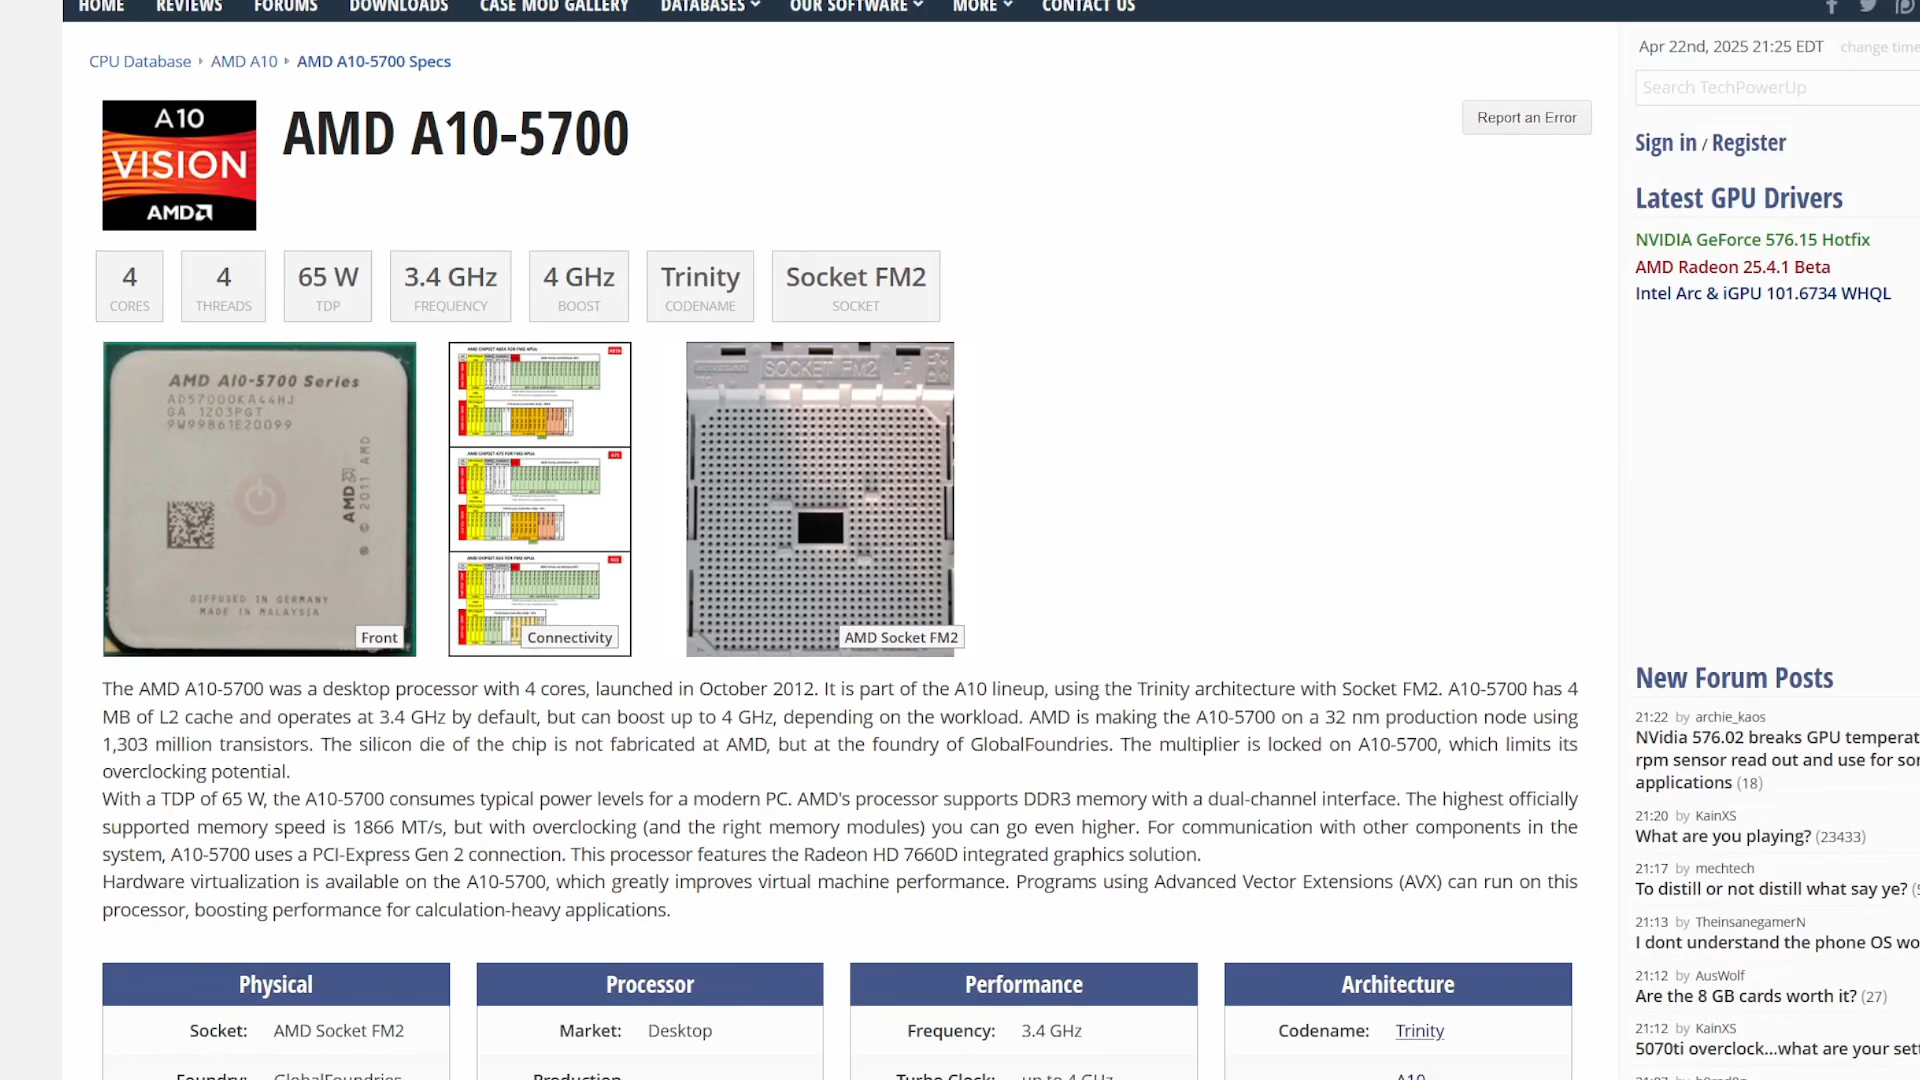 HOME REVIEWS FORUMS DOWNLOADS CASE MOD GALLERY DATABASES OUR SOFTWARE MORE CONTACT US
CPU Database AMD A10 AMD A10-5700 Specs
A10
VISION
AMD
AMD A10-5700
Report an Error
4
CORES
4
THREADS
65 W
TDP
3.4 GHz
FREQUENCY
4 GHz
BOOST
Trinity
CODENAME
Socket FM2
SOCKET
AMD A10-5700 Series
AD5700OKA44HJ
GA 1203PGT
9W99861E20099
AMD
© 2011 AMD
DIFFUSED IN GERMANY
MADE IN MALAYSIA
Front
Connectivity
SOCKET FM2
AMD Socket FM2
The AMD A10-5700 was a desktop processor with 4 cores, launched in October 2012. It is part of the A10 lineup, using the Trinity architecture with Socket FM2. A10-5700 has 4
MB of L2 cache and operates at 3.4 GHz by default, but can boost up to 4 GHz, depending on the workload. AMD is making the A10-5700 on a 32 nm production node using
1,303 million transistors. The silicon die of the chip is not fabricated at AMD, but at the foundry of GlobalFoundries. The multiplier is locked on A10-5700, which limits its
overclocking potential.
With a TDP of 65 W, the A10-5700 consumes typical power levels for a modern PC. AMD's processor supports DDR3 memory with a dual-channel interface. The highest officially
supported memory speed is 1866 MT/s, but with overclocking (and the right memory modules) you can go even higher. For communication with other components in the
system, A10-5700 uses a PCI-Express Gen 2 connection. This processor features the Radeon HD 7660D integrated graphics solution.
Hardware virtualization is available on the A10-5700, which greatly improves virtual machine performance. Programs using Advanced Vector Extensions (AVX) can run on this
processor, boosting performance for calculation-heavy applications.
Physical
Socket: AMD Socket FM2
Foundry: GlobalFoundries
Processor
Market: Desktop
Production
Performance
Frequency: 3.4 GHz
Turbo Clock: up to 4 GHz
Architecture
Codename: Trinity
A10
Apr 22nd, 2025 21:25 EDT change time
Search TechPowerUp
Sign in / Register
Latest GPU Drivers
NVIDIA GeForce 576.15 Hotfix
AMD Radeon 25.4.1 Beta
Intel Arc & iGPU 101.6734 WHQL
New Forum Posts
21:22 by archie_kaos
NVidia 576.02 breaks GPU temperat
rpm sensor read out and use for so
applications (18)
21:20 by KainXS
What are you playing? (23433)
21:17 by mechtech
To distill or not distill what say ye?
21:13 by TheinsanegamerN
I dont understand the phone OS wo
21:12 by AusWolf
Are the 8 GB cards worth it? (27)
21:12 by KainXS
5070ti overclock...what are your set